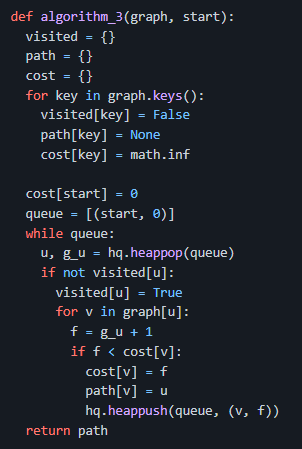 def algorithm_3(graph, start):
  visited = {}
  path = {}
  cost = {}
  for key in graph.keys():
    visited[key] = False
    path[key] = None
    cost[key] = math.inf

  cost[start] = 0
  queue = [(start, 0)]
  while queue:
    u, g_u = hq.heappop(queue)
    if not visited[u]:
      visited[u] = True
      for v in graph[u]:
        f = g_u + 1
        if f < cost[v]:
          cost[v] = f
          path[v] = u
          hq.heappush(queue, (v, f))
  return path